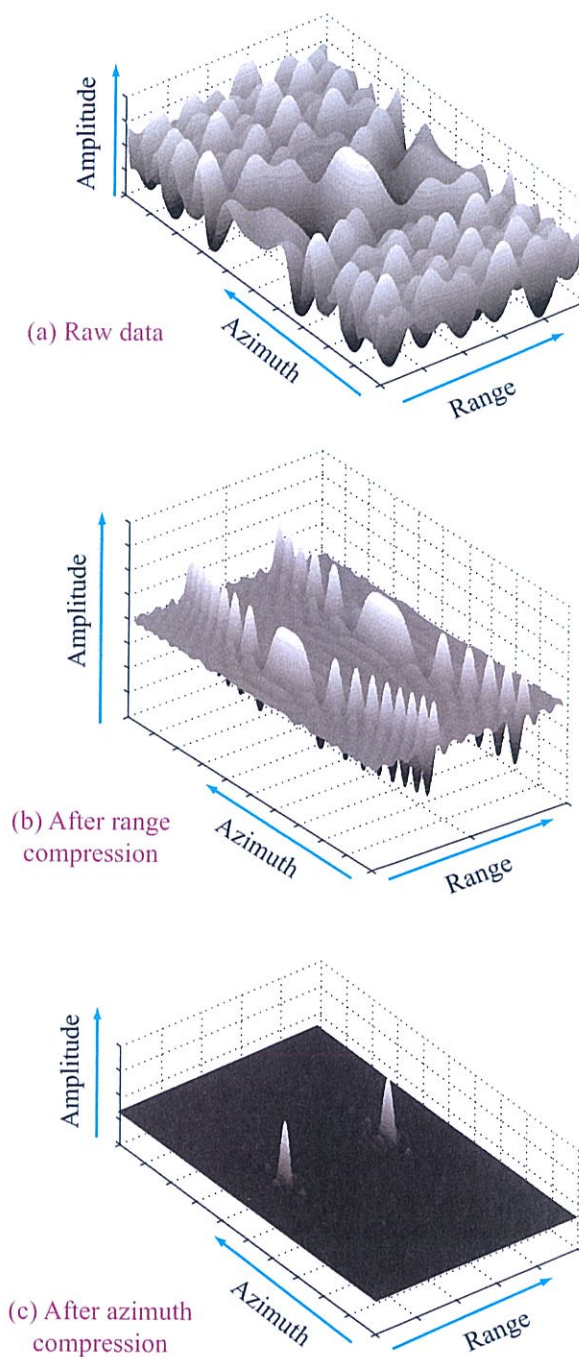 Amplitude
Azimuth
Range
(a) Raw data
Amplitude
Azimuth
Range
(b) After range
compression
Amplitude
Azimuth
Range
(c) After azimuth
compression